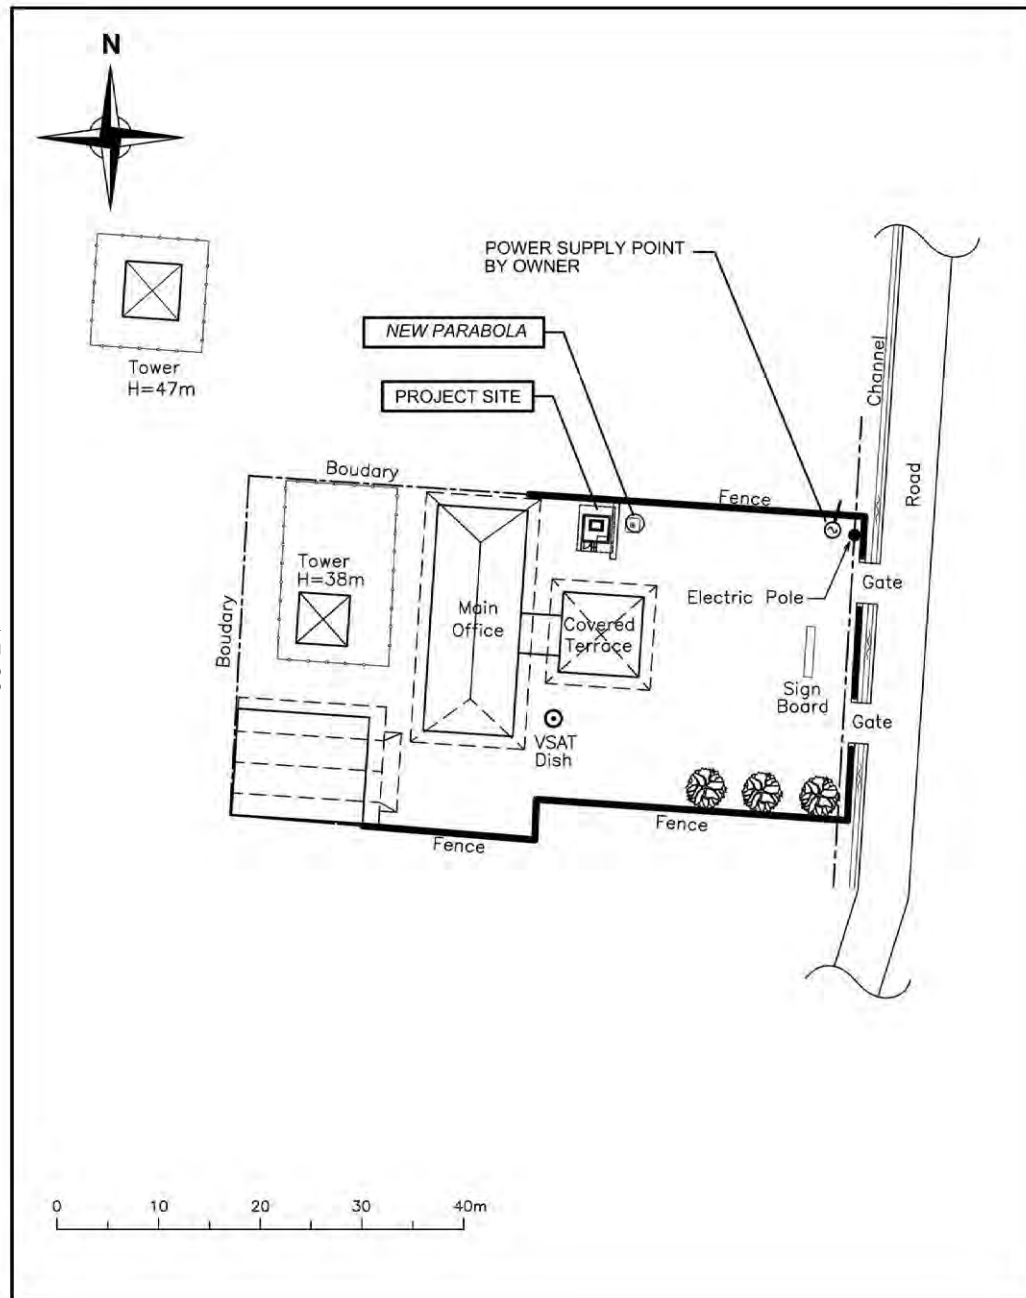 N
POWER SUPPLY POINT
BY OWNER
NEW PARABOLA
Tower
H=47m
PROJECT SITE
Channel
Road
Boudary
Fence
Tower
H=38m
Gate
Electric Pole
Main
Office
Covered
Terrace
Boudary
Sign
Board
Gate
VSAT
Dish
Fence
Fence
0 10 20 30 40m